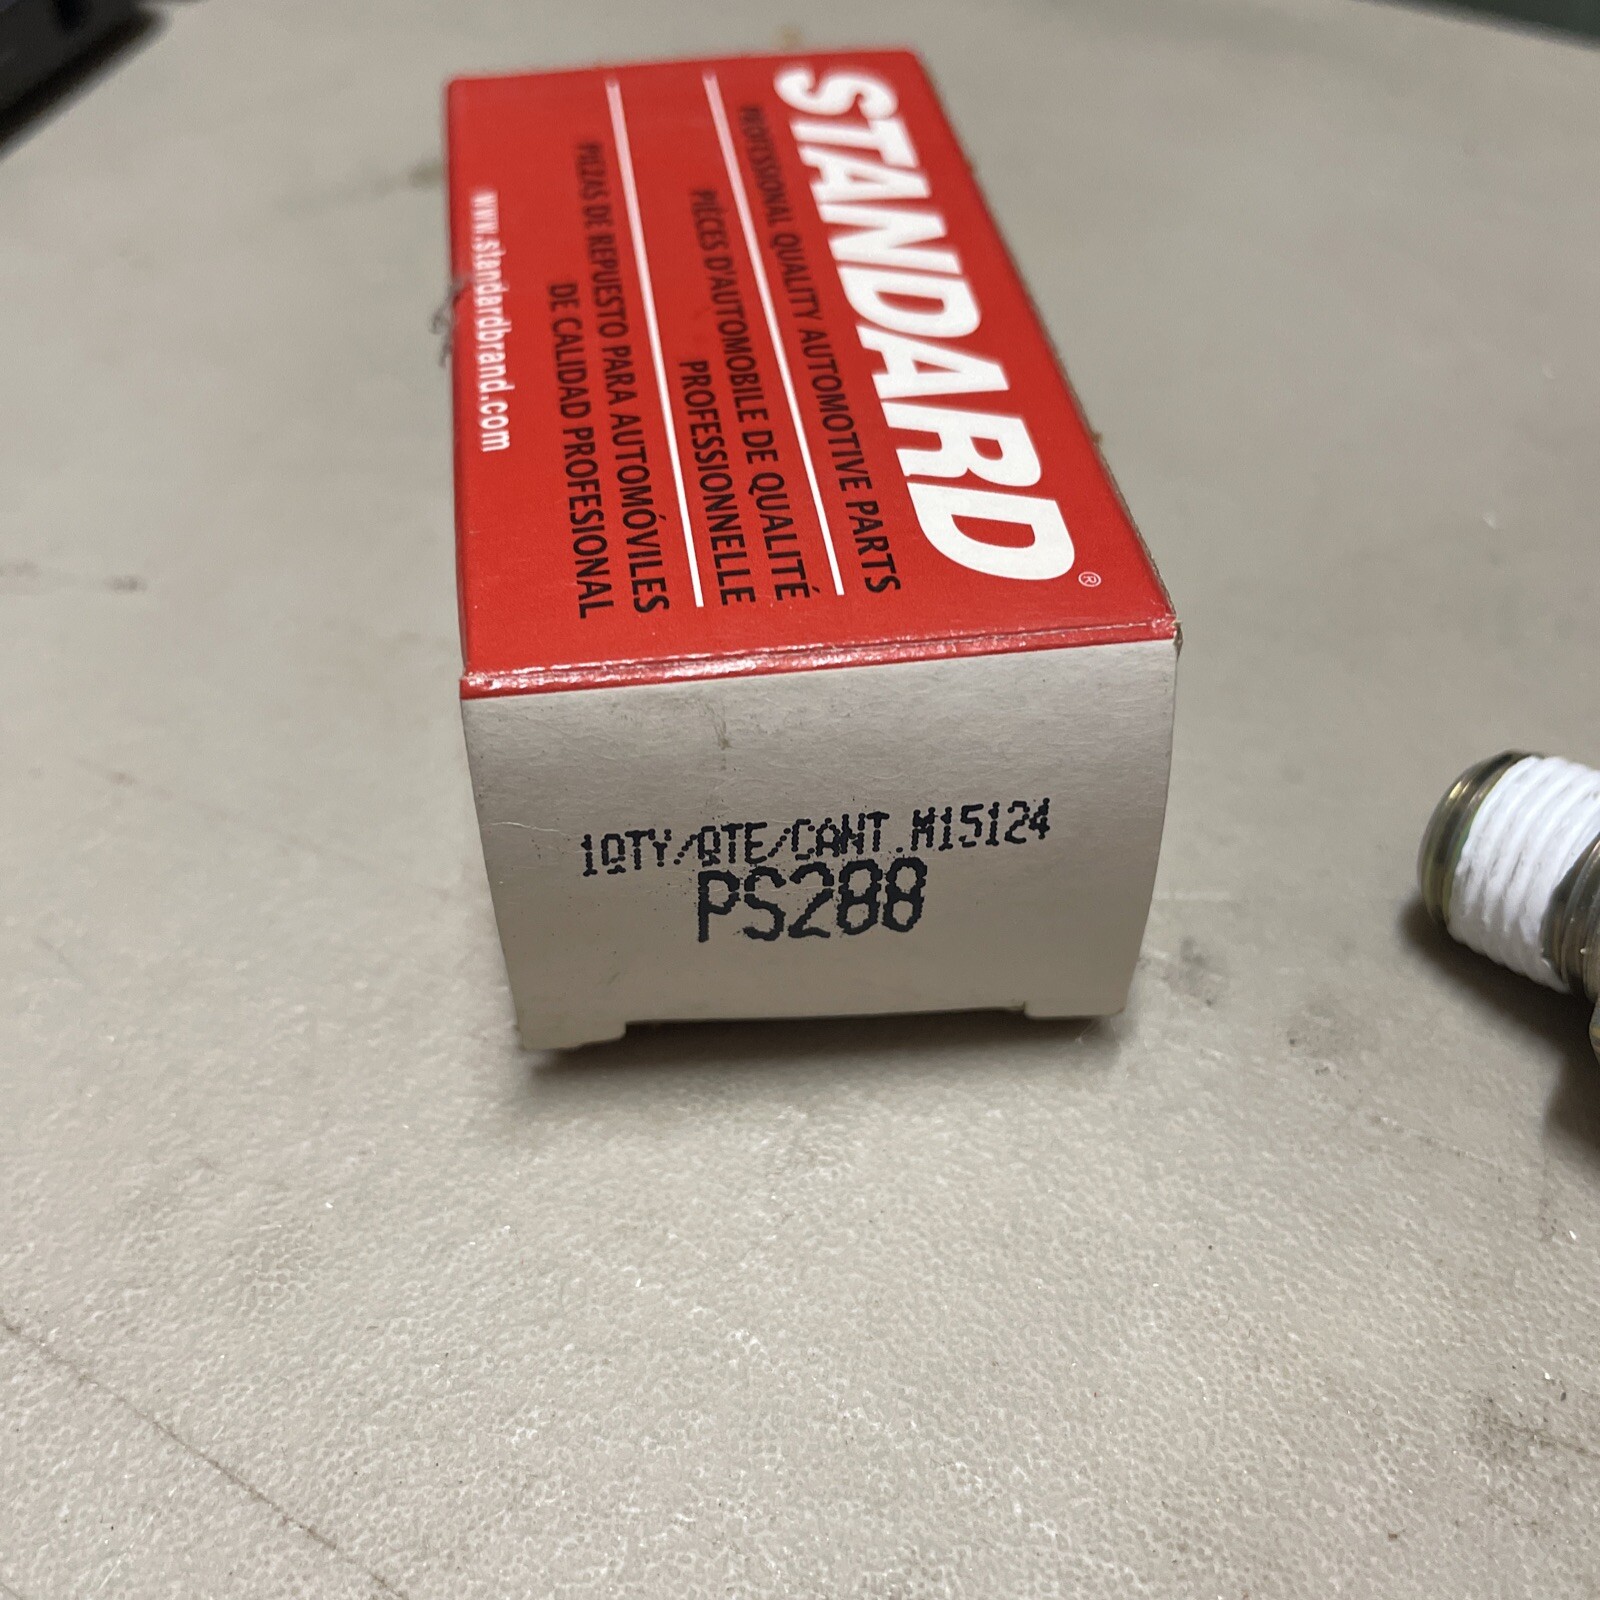 STANDARD®
PROFESSIONAL QUALITY AUTOMOTIVE PARTS
PIÈCES D'AUTOMOBILE DE QUALITÉ
PROFESSIONNELLE
PIEZAS DE REPUESTO PARA AUTOMÓVILES
DE CALIDAD PROFESIONAL
www.standardbrand.com
1QTY/QTE/CANT.M15124
PS288